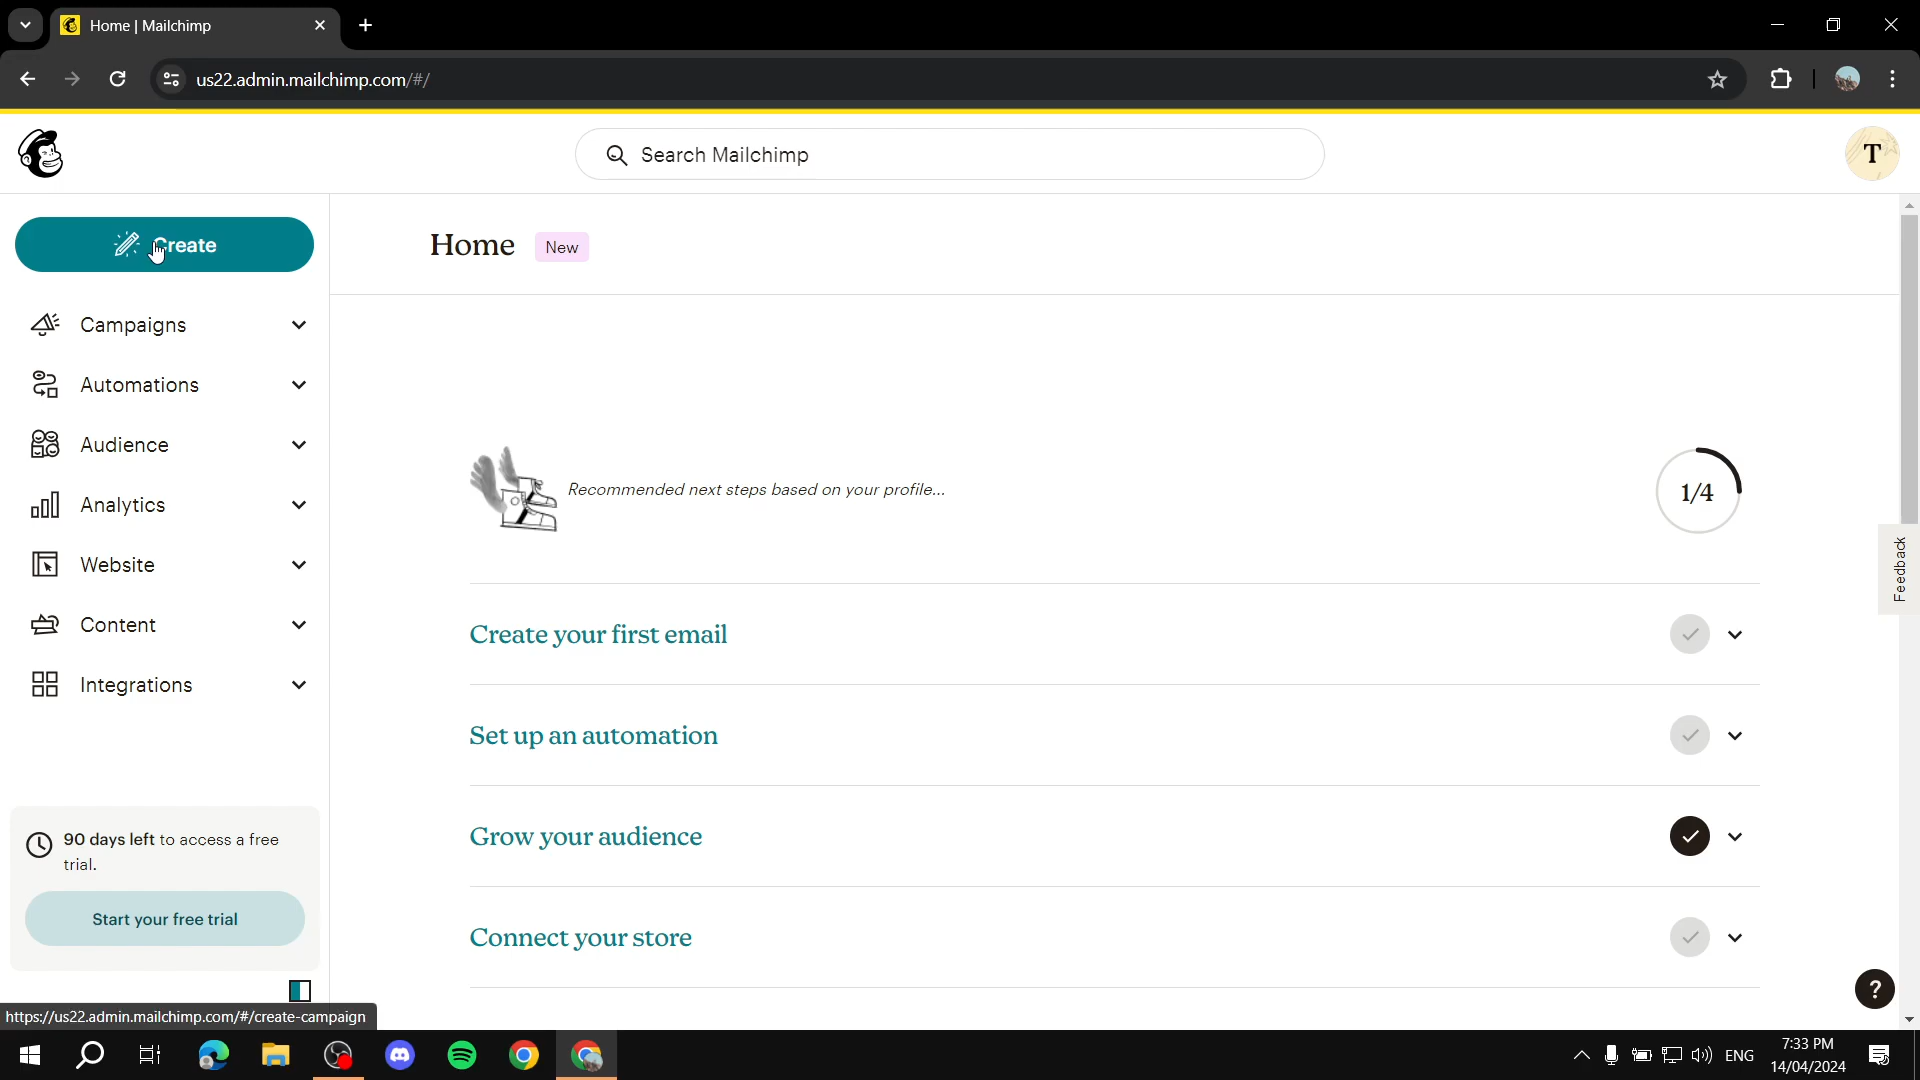 Home | Mailchimp
us22.admin.mailchimp.com/#/
Search Mailchimp
T
Create
Home
New
Campaigns
Automations
Audience
Analytics
Website
Content
Integrations
Recommended next steps based on your profile...
1/4
Create your first email
Set up an automation
Grow your audience
Connect your store
Feedback
90 days left to access a free
trial.
Start your free trial
?
https://us22.admin.mailchimp.com/#/create-campaign
ENG
7:33 PM
14/04/2024